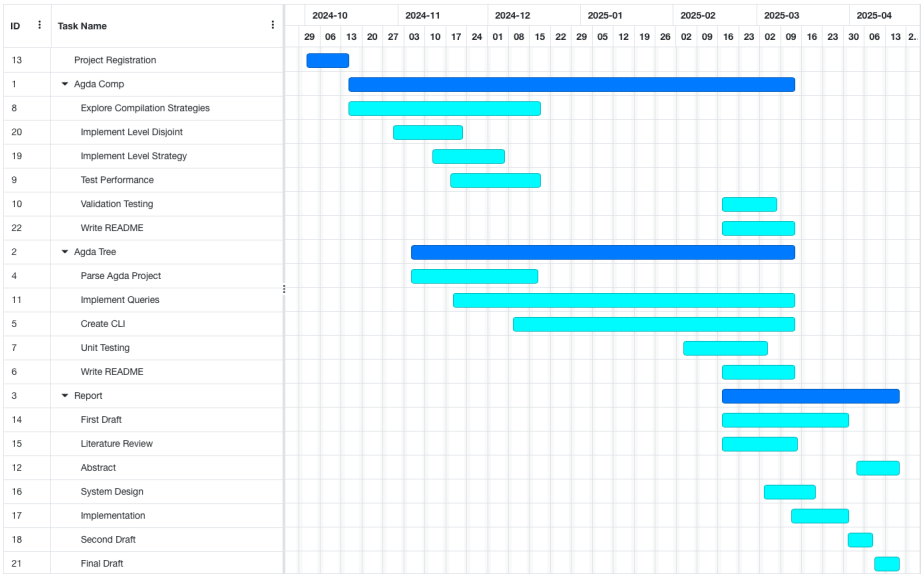 ID Task Name 2024-10 2024-11 2024-12 2025-01 2025-02 2025-03 2025-04
29 06 13 20 27 03 10 17 24 01 08 15 22 29 05 12 19 26 02 09 16 23 02 09 16 23 30 06 13 2..
13 Project Registration
1 Agda Comp
8 Explore Compilation Strategies
20 Implement Level Disjoint
19 Implement Level Strategy
9 Test Performance
10 Validation Testing
22 Write README
2 Agda Tree
4 Parse Agda Project
11 Implement Queries
5 Create CLI
7 Unit Testing
6 Write README
3 Report
14 First Draft
15 Literature Review
12 Abstract
16 System Design
17 Implementation
18 Second Draft
21 Final Draft